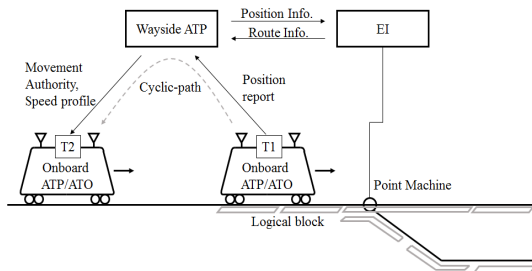 Wayside ATP
Position Info.
Route Info.
EI
Movement
Authority,
Speed profile
Cyclic-path
Position
report
T2
Onboard
ATP/ATO
T1
Onboard
ATP/ATO
Point Machine
Logical block